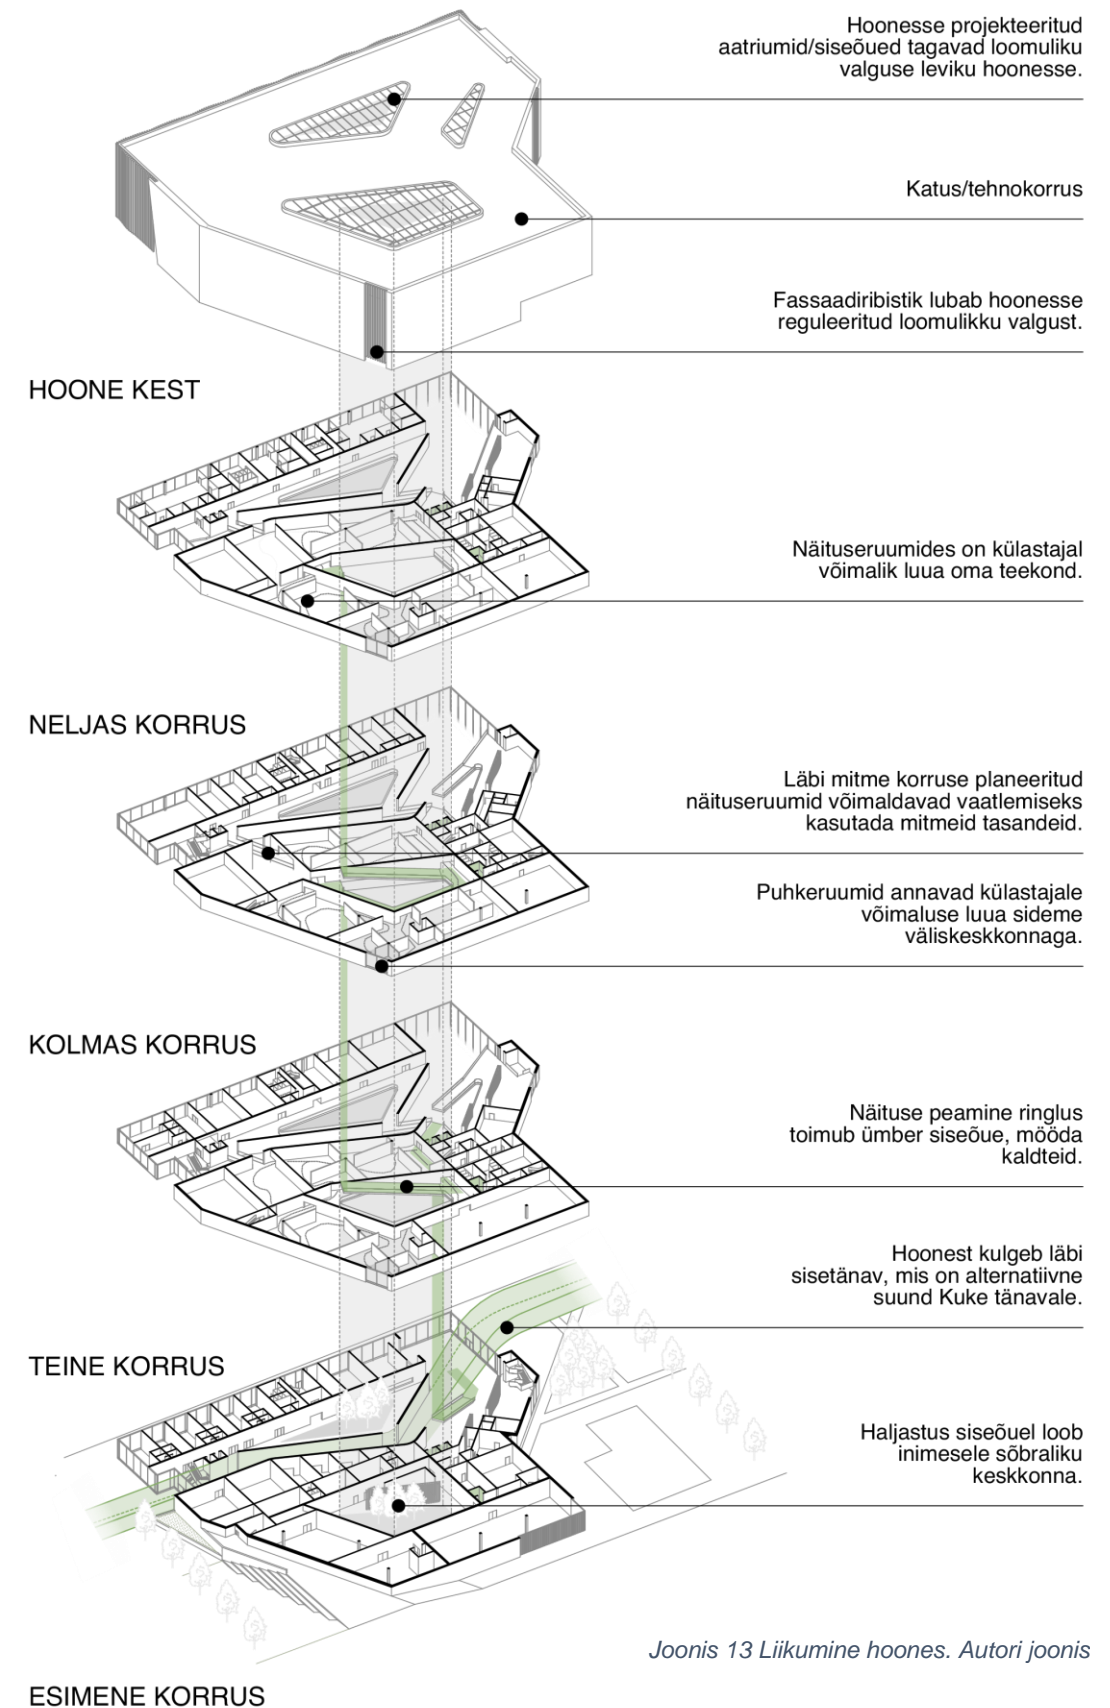 Hoonesse projekteeritud
aatriumid/siseõued tagavad loomuliku
valguse leviku hoonesse.
Katus/tehnokorrus
Fassaadiribistik lubab hoonesse
reguleeritud loomulikku valgust.
HOONE KEST
Näituseruumides on külastajal
võimalik luua oma teekond.
NELJAS KORRUS
Läbi mitme korruse planeeritud
näituseruumid võimaldavad vaatlemiseks
kasutada mitmeid tasandeid.
Puhkeruumid annavad külastajale
võimaluse luua sideme
väliskeskkonnaga.
KOLMAS KORRUS
Näituse peamine ringlus
toimub ümber siseõue, mööda
kaldteid.
Hoonest kulgeb läbi
sisetänav, mis on alternatiivne
suund Kuke tänavale.
TEINE KORRUS
Haljastus siseõuel loob
inimesele sõbraliku
keskkonna.
Joonis 13 Liikumine hoones. Autori joonis
ESIMENE KORRUS